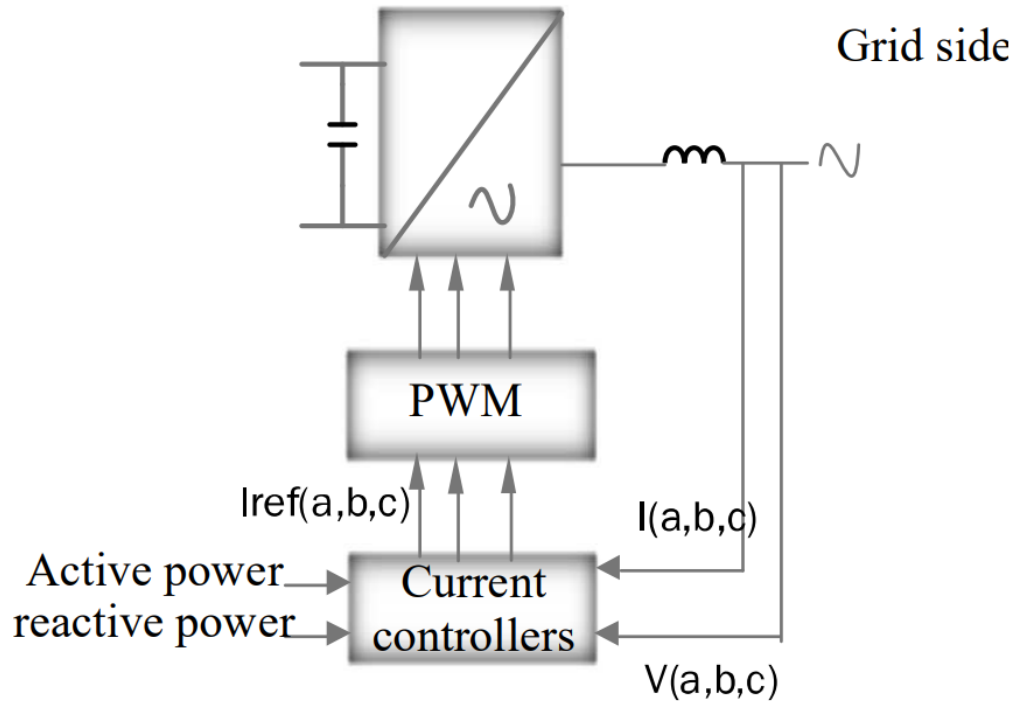 Grid side
PWM
Iref(a,b,c)
I(a,b,c)
Active power
reactive power
Current
controllers
V(a,b,c)